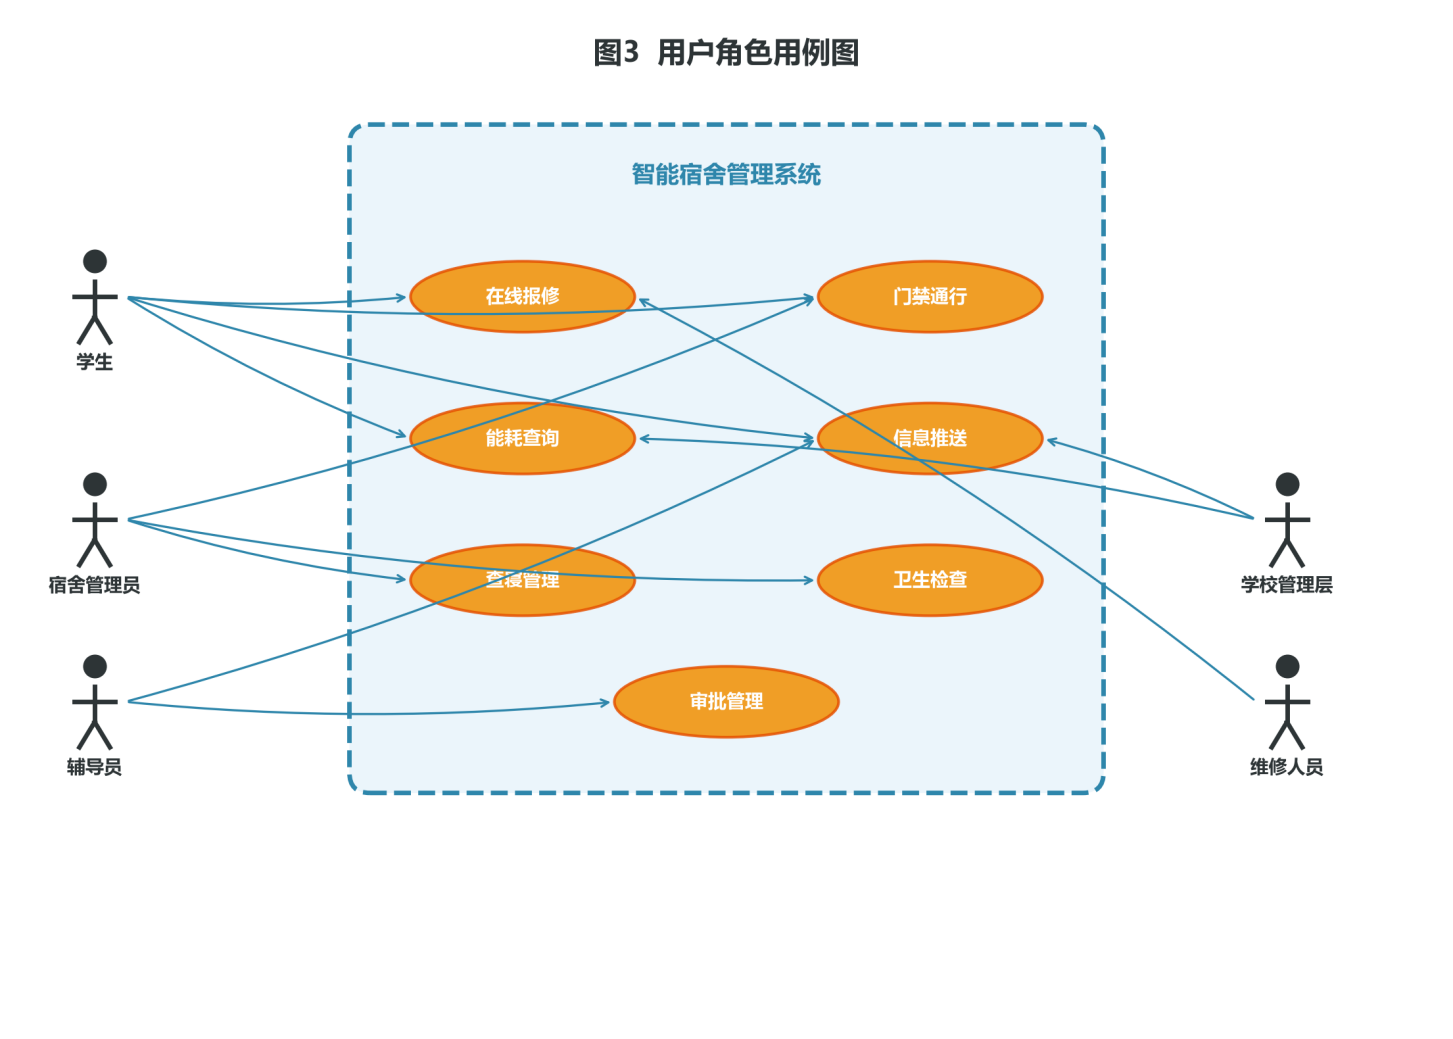 图3 用户角色用例图
智能宿舍管理系统
在线报修
门禁通行
学生
能耗查询
信息推送
宿舍管理员
学校管理层
查寝管理
卫生检查
审批管理
辅导员
维修人员